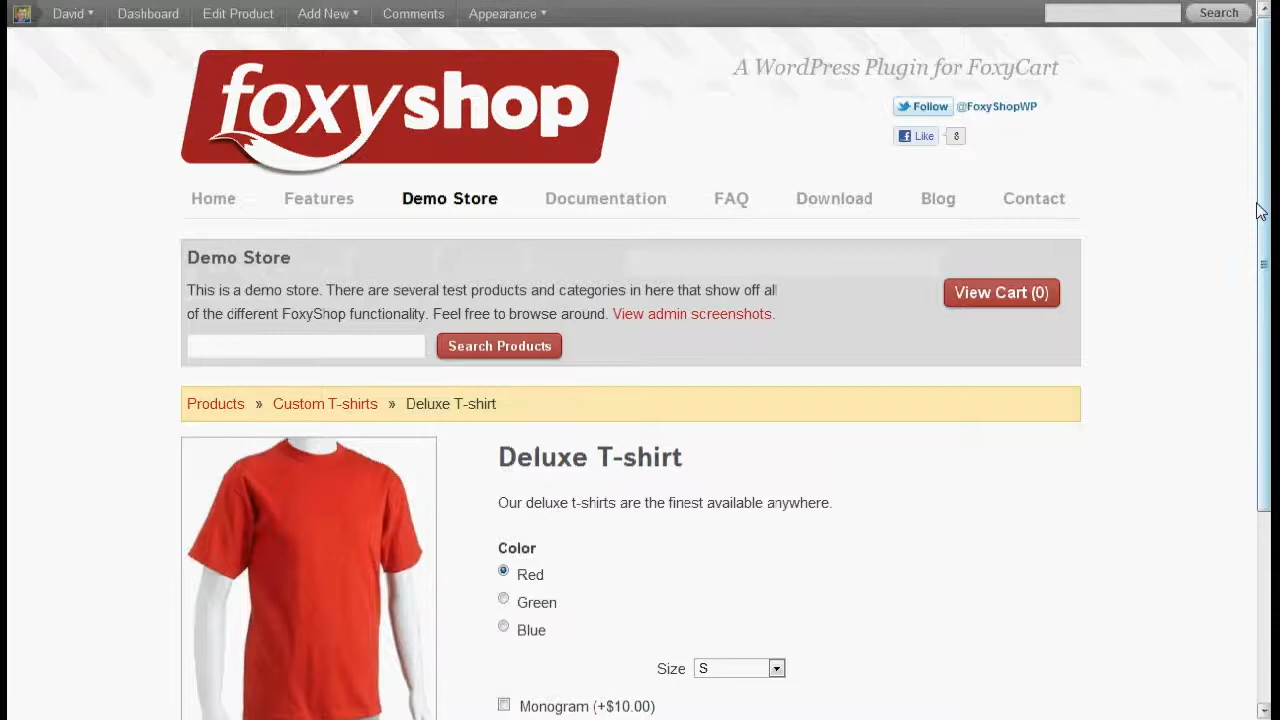 David Dashboard Edit Product Add New Comments Appearance Search
foxyshop
A WordPress Plugin for FoxyCart
Follow @FoxyShopWP
Like 8
Home Features Demo Store Documentation FAQ Download Blog Contact
Demo Store
This is a demo store. There are several test products and categories in here that show off all
of the different FoxyShop functionality. Feel free to browse around. View admin screenshots.
View Cart (0)
Search Products
Products » Custom T-shirts » Deluxe T-shirt
Deluxe T-shirt
Our deluxe t-shirts are the finest available anywhere.
Color
Red
Green
Blue
Size S
Monogram (+$10.00)